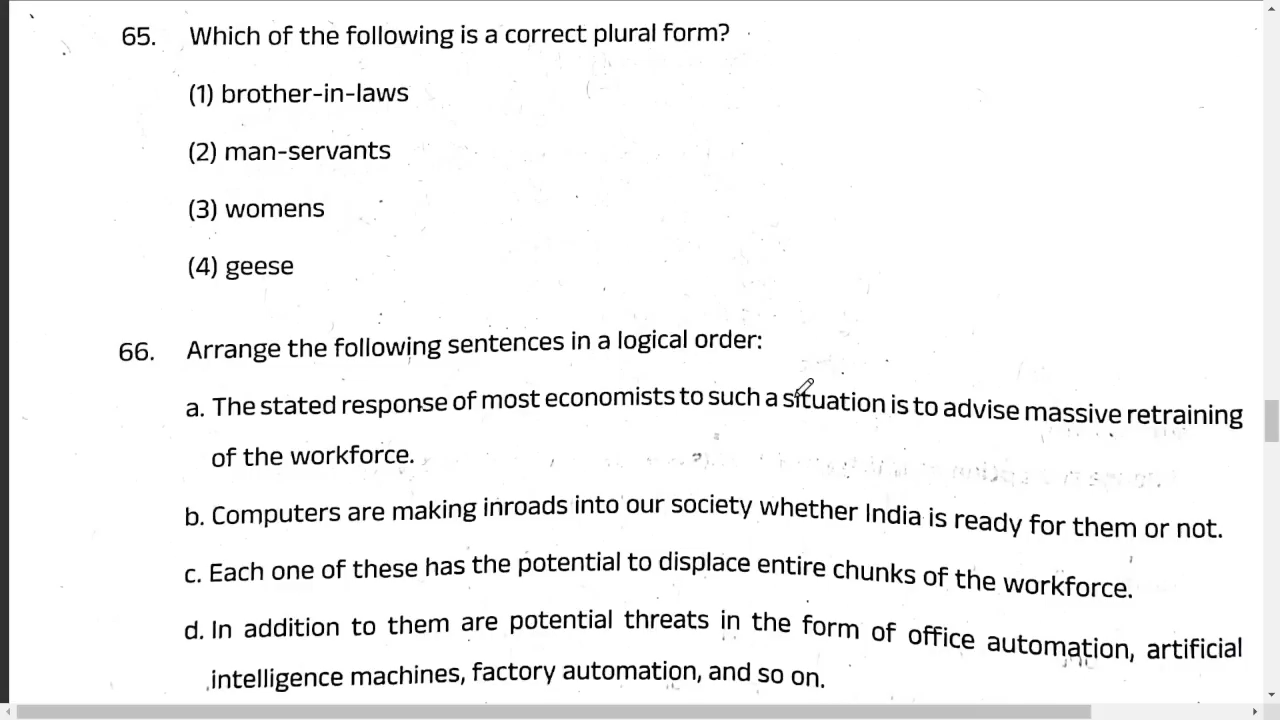 65. Which of the following is a correct plural form?
(1) brother-in-laws
(2) man-servants
(3) womens
(4) geese
66. Arrange the following sentences in a logical order:
a. The stated response of most economists to such a situation is to advise massive retraining
of the workforce.
b. Computers are making inroads into our society whether India is ready for them or not.
c. Each one of these has the potential to displace entire chunks of the workforce.
d. In addition to them are potential threats in the form of office automation, artificial
intelligence machines, factory automation, and so on.